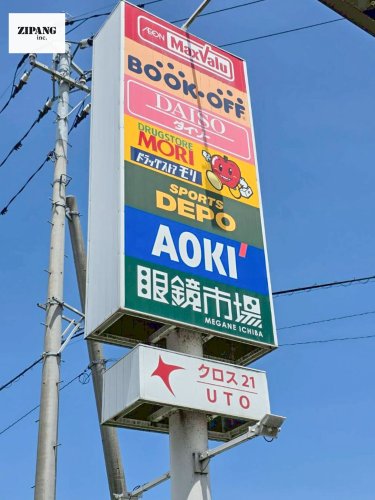 ZIPANG
inc.
ÆON
MaxValu
BOOK·OFF
DAISO
ダイソー
DRUGSTORE
MORI
ドラッグストア モリ
SPORTS
DEPO
AOKI
眼鏡市場
MEGANE ICHIBA
クロス21
UTO